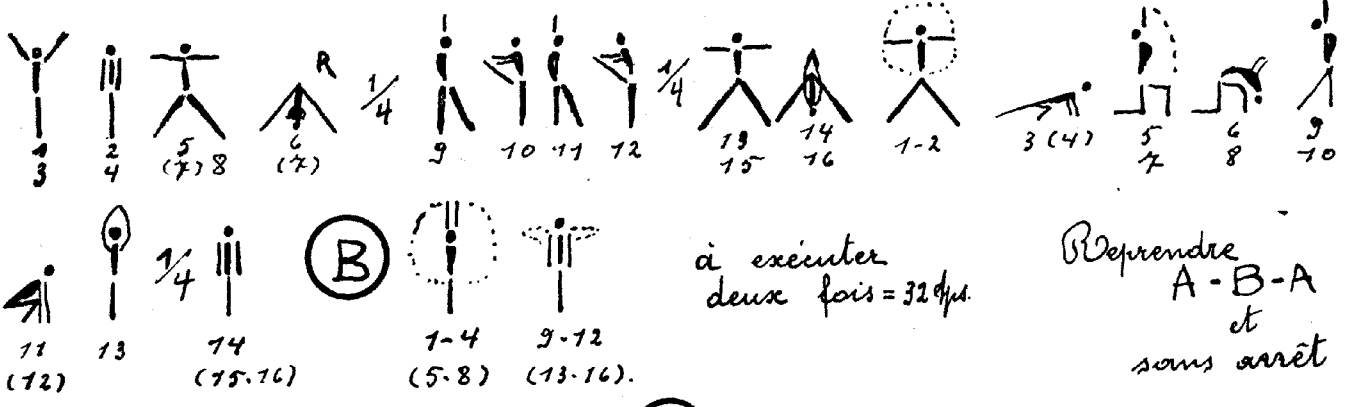 R
1/4
1/4
1 2 5 6 9 10 11 12 13 14 1-2 3 (4) 5 6 9
3 4 (7) 8 (7) 15 16 7 8 10
1/4
B
à exécuter
deux fois = 32 tps.
Reprendre
A - B - A
et
sans arrêt
11 13 14 1-4 9-12
(12) (15-16) (5-8) (13-16).